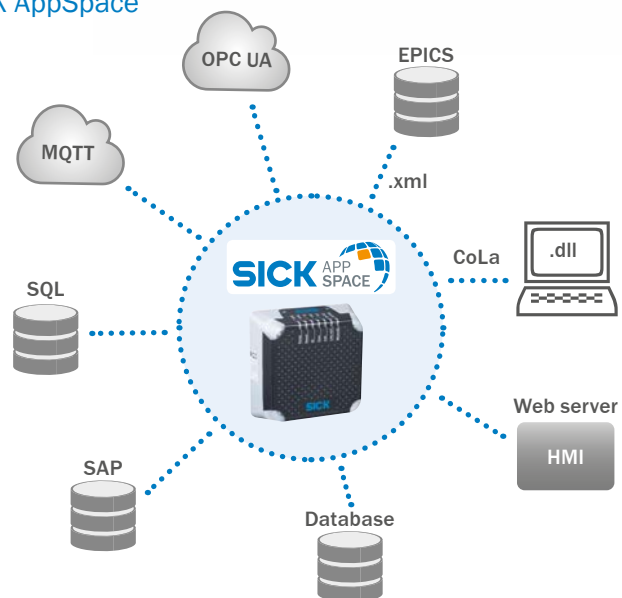 K AppSpace
OPC UA
EPICS
MQTT
.xml
SICK APP
SPACE
CoLa
.dll
SQL
SICK
Web server
HMI
SAP
Database